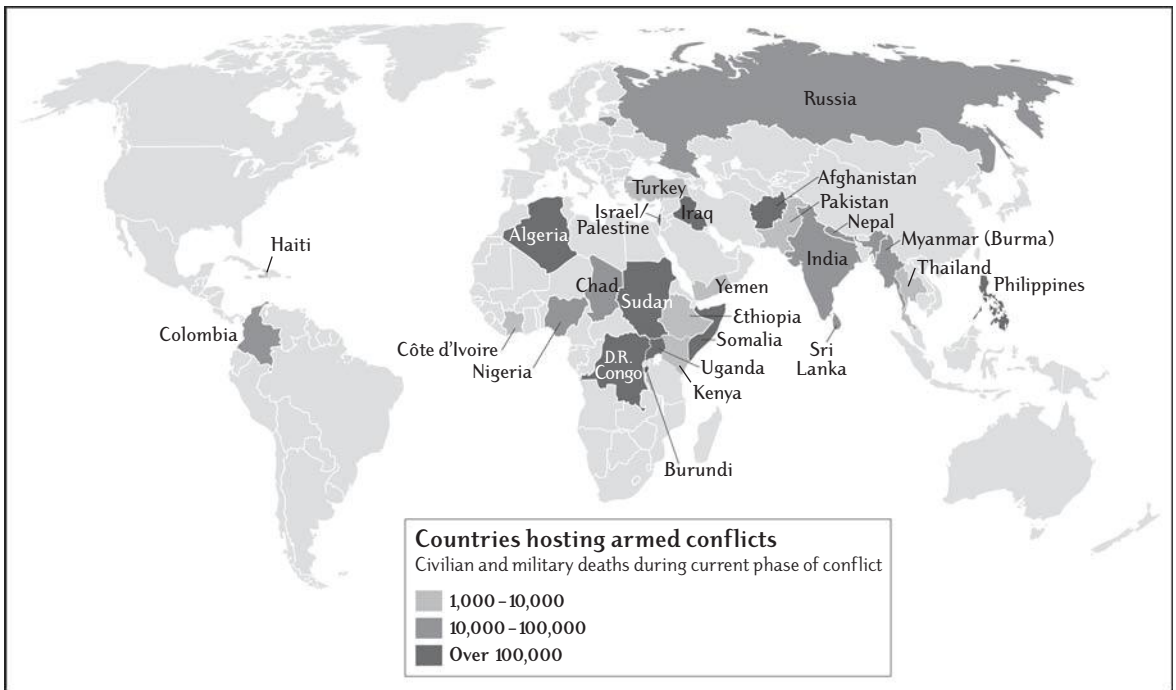 Russia
Afghanistan
Turkey
Pakistan
Israel
Iraq
Nepal
Palestine
Algeria
Myanmar (Burma)
Haiti
India
Thailand
Chad
Yemen
Philippines
Sudan
Ethiopia
Colombia
Somalia
Côte d'Ivoire
D.R.
Congo
Sri
Lanka
Nigeria
Uganda
Kenya
Burundi
Countries hosting armed conflicts
Civilian and military deaths during current phase of conflict
1,000–10,000
10,000–100,000
Over 100,000